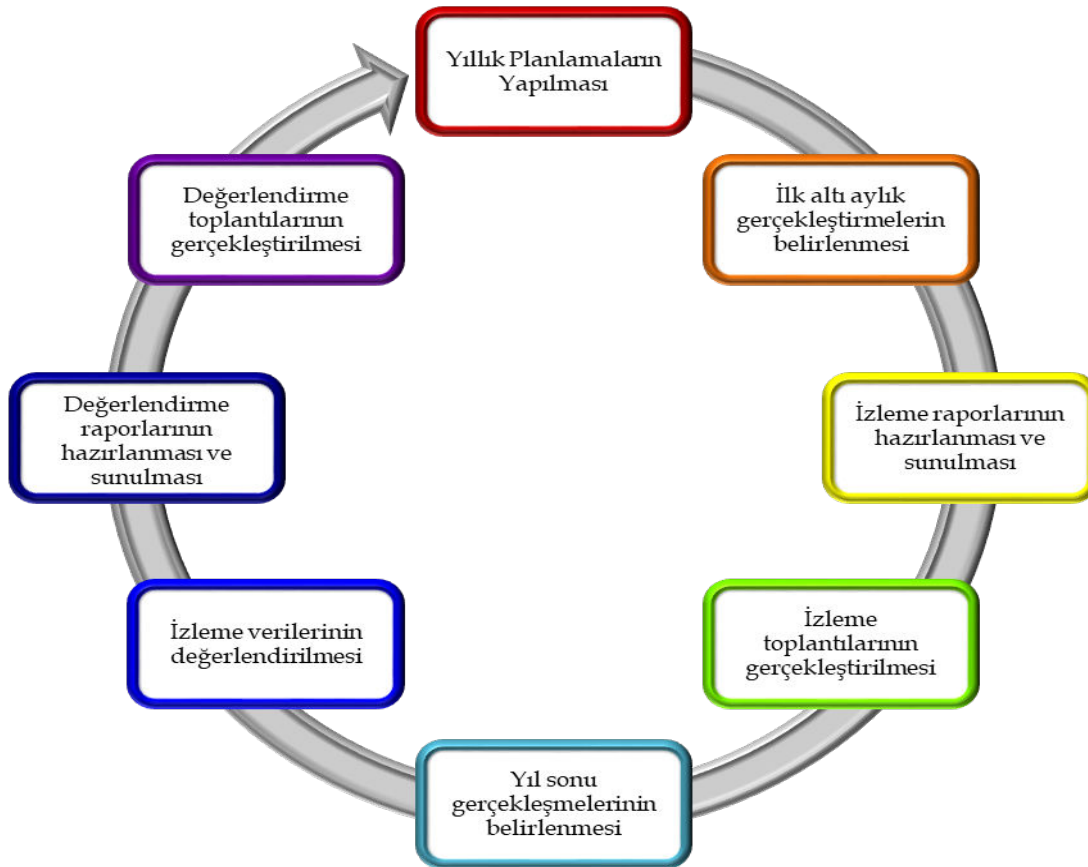 Yıllık Planlamaların
Yapılması
İlk altı aylık
gerçekleştirmelerin
belirlenmesi
İzleme raporlarının
hazırlanması ve
sunulması
İzleme
toplantılarının
gerçekleştirilmesi
Yıl sonu
gerçekleşmelerinin
belirlenmesi
İzleme verilerinin
değerlendirilmesi
Değerlendirme
raporlarının
hazırlanması ve
sunulması
Değerlendirme
toplantılarının
gerçekleştirilmesi